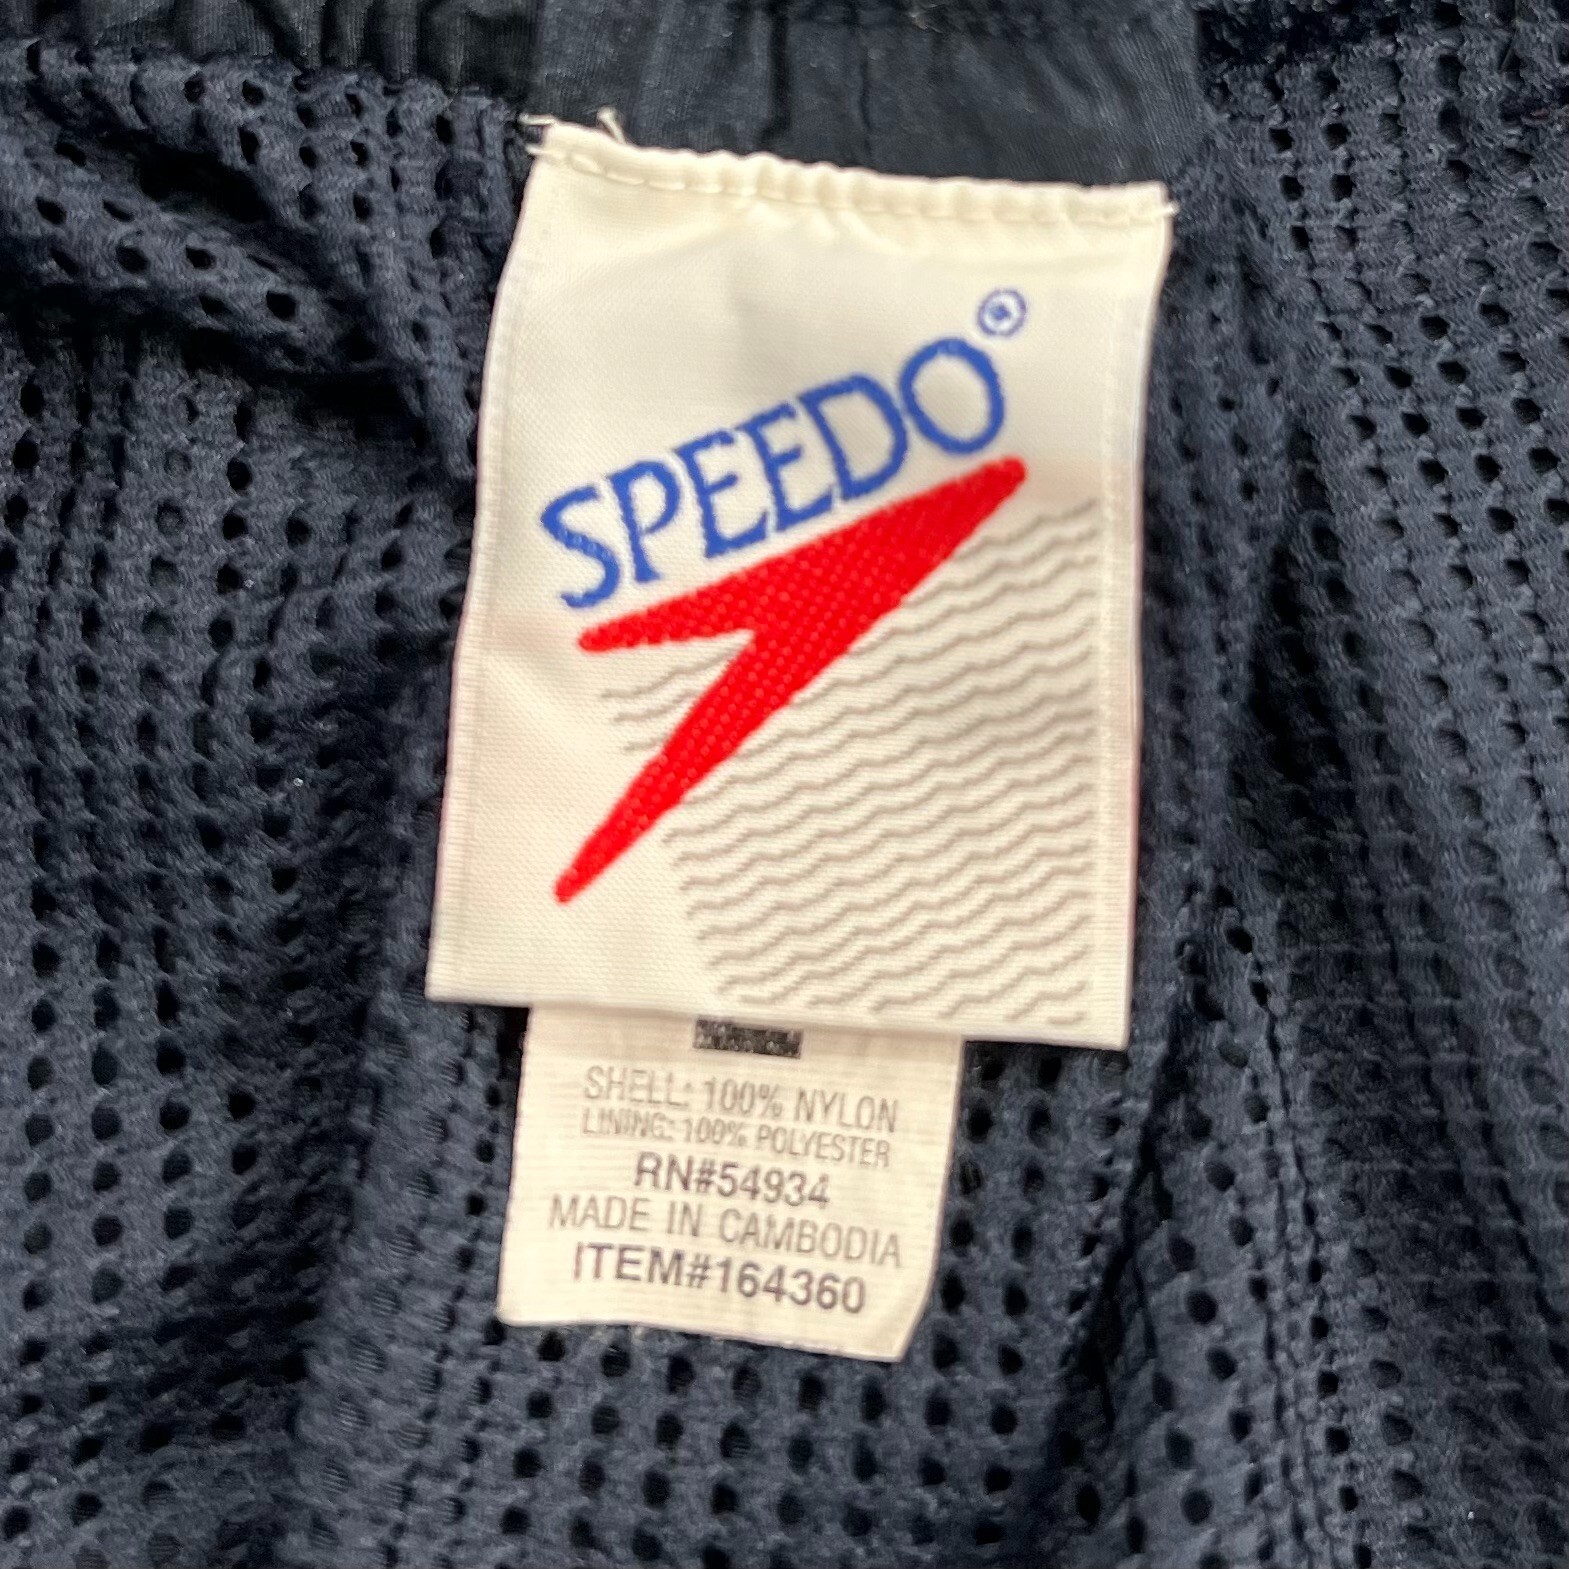 SPEEDO®
SHELL: 100% NYLON
LINING: 100% POLYESTER
RN#54934
MADE IN CAMBODIA
ITEM#164360